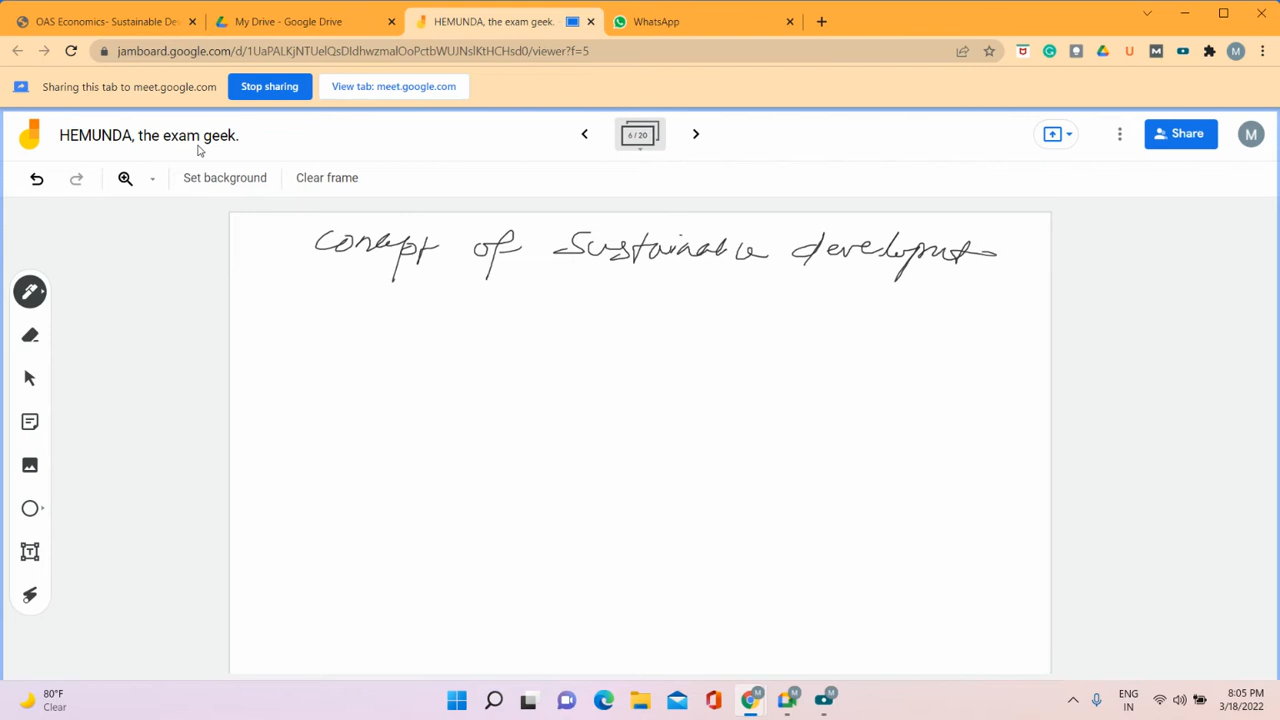 OAS Economics- Sustainable De
My Drive - Google Drive
HEMUNDA, the exam geek.
WhatsApp
jamboard.google.com/d/1UaPALKjNTUelQsDldhwzmalOoPctbWUJNslKtHCHsd0/viewer?f=5
Sharing this tab to meet.google.com
Stop sharing
View tab: meet.google.com
HEMUNDA, the exam geek.
6 / 20
Share
M
Set background
Clear frame
Concept of Sustainable development
80°F
Clear
ENG
IN
8:05 PM
3/18/2022